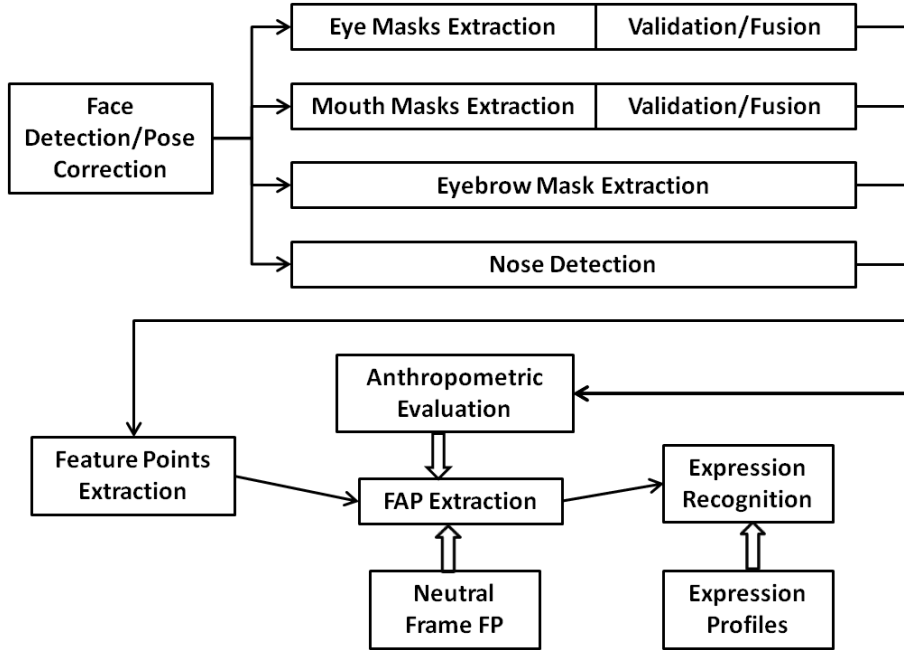 Eye Masks Extraction
Validation/Fusion
Face
Detection/Pose
Correction
Mouth Masks Extraction
Validation/Fusion
Eyebrow Mask Extraction
Nose Detection
Anthropometric
Evaluation
Feature Points
Extraction
FAP Extraction
Expression
Recognition
Neutral
Frame FP
Expression
Profiles